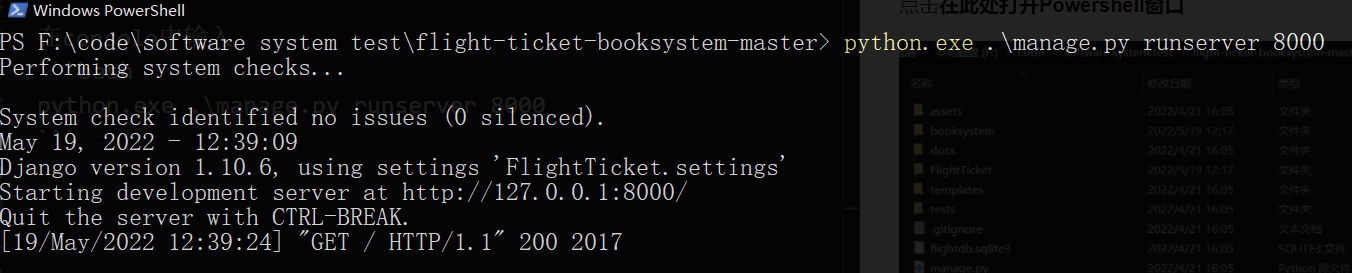 Windows PowerShell
PS F:\code\software system test\flight-ticket-booksystem-master> python.exe .\manage.py runserver 8000
Performing system checks...
python.exe .\manage.py runserver 8000
System check identified no issues (0 silenced).
May 19, 2022 - 12:39:09
Django version 1.10.6, using settings 'FlightTicket.settings'
Starting development server at http://127.0.0.1:8000/
Quit the server with CTRL-BREAK.
[19/May/2022 12:39:24] "GET / HTTP/1.1" 200 2017
点击在此处打开Powershell窗口
名称 修改日期 类型
assets 2022/4/21 16:05 文件夹
booksystem 2022/5/19 12:17 文件夹
docs 2022/4/21 16:05 文件夹
FlightTicket 2022/5/19 12:17 文件夹
templates 2022/4/21 16:05 文件夹
tests 2022/4/21 16:05 文件夹
.gitignore 2022/4/21 16:05 文本文档
flightdb.sqlite3 2022/4/21 16:05 SQLITE3 文件
manage.py 2022/4/21 16:05 Python